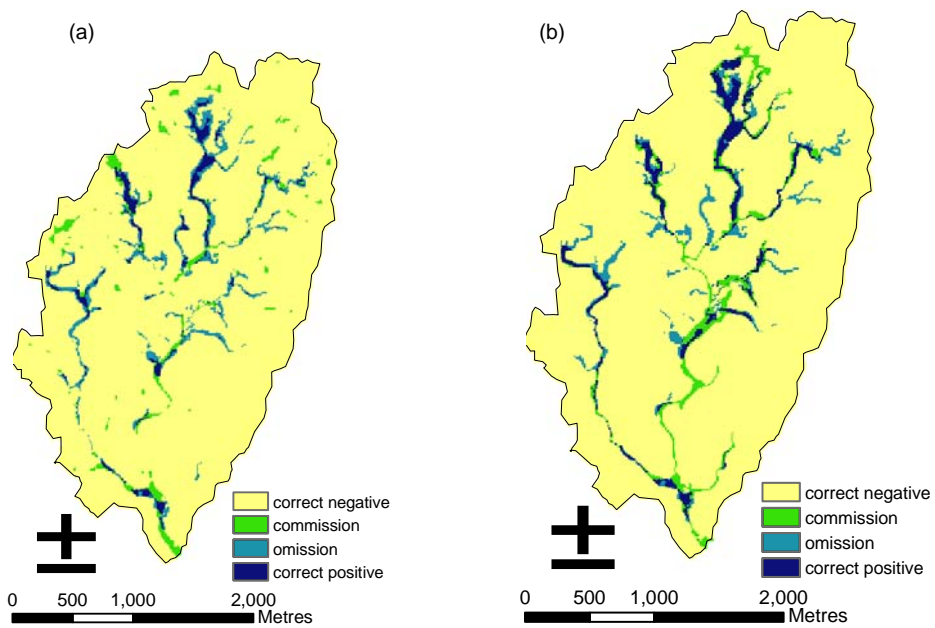 (a)
(b)
correct negative
commission
omission
correct positive
0 500 1,000 2,000
Metres
correct negative
commission
omission
correct positive
0 500 1,000 2,000
Metres